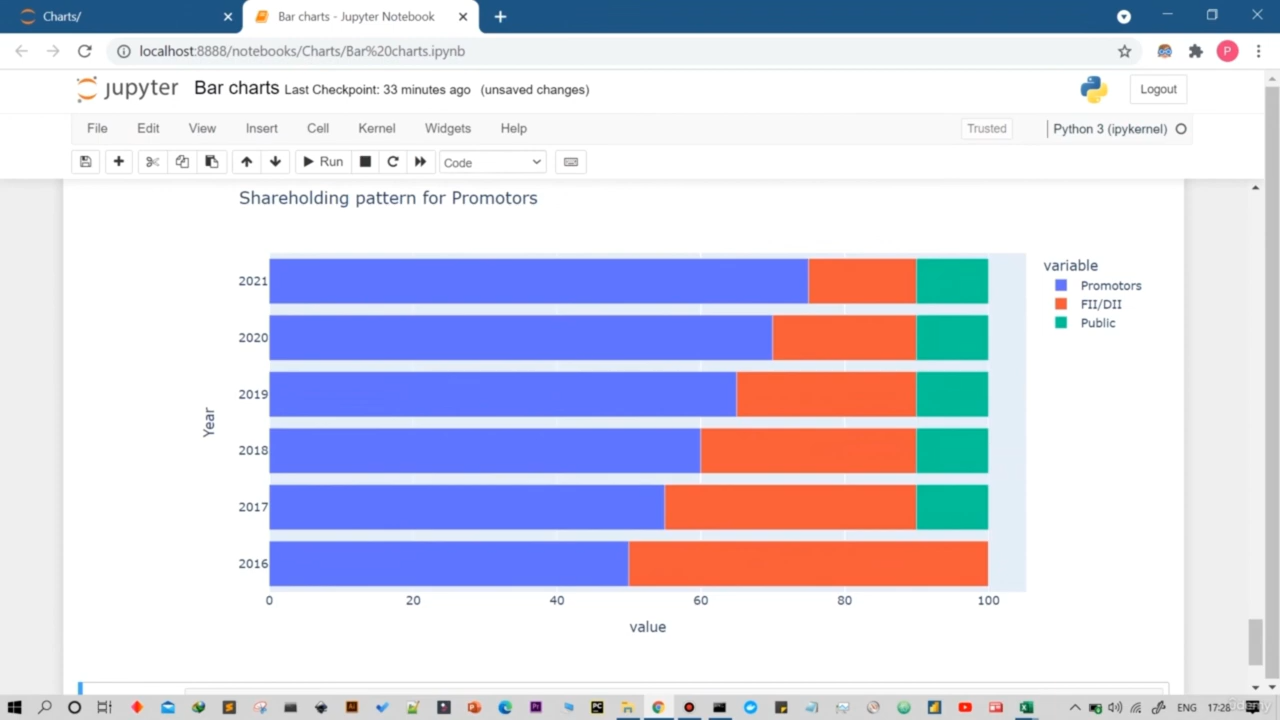 Charts/
Bar charts - Jupyter Notebook
localhost:8888/notebooks/Charts/Bar%20charts.ipynb
P
jupyter Bar charts Last Checkpoint: 33 minutes ago (unsaved changes)
Logout
File Edit View Insert Cell Kernel Widgets Help
Trusted
Python 3 (ipykernel)
Run
Code
Shareholding pattern for Promotors
variable
Promotors
FII/DII
Public
2021
2020
2019
2018
2017
2016
Year
0 20 40 60 80 100
value
ENG 17:28
udemy